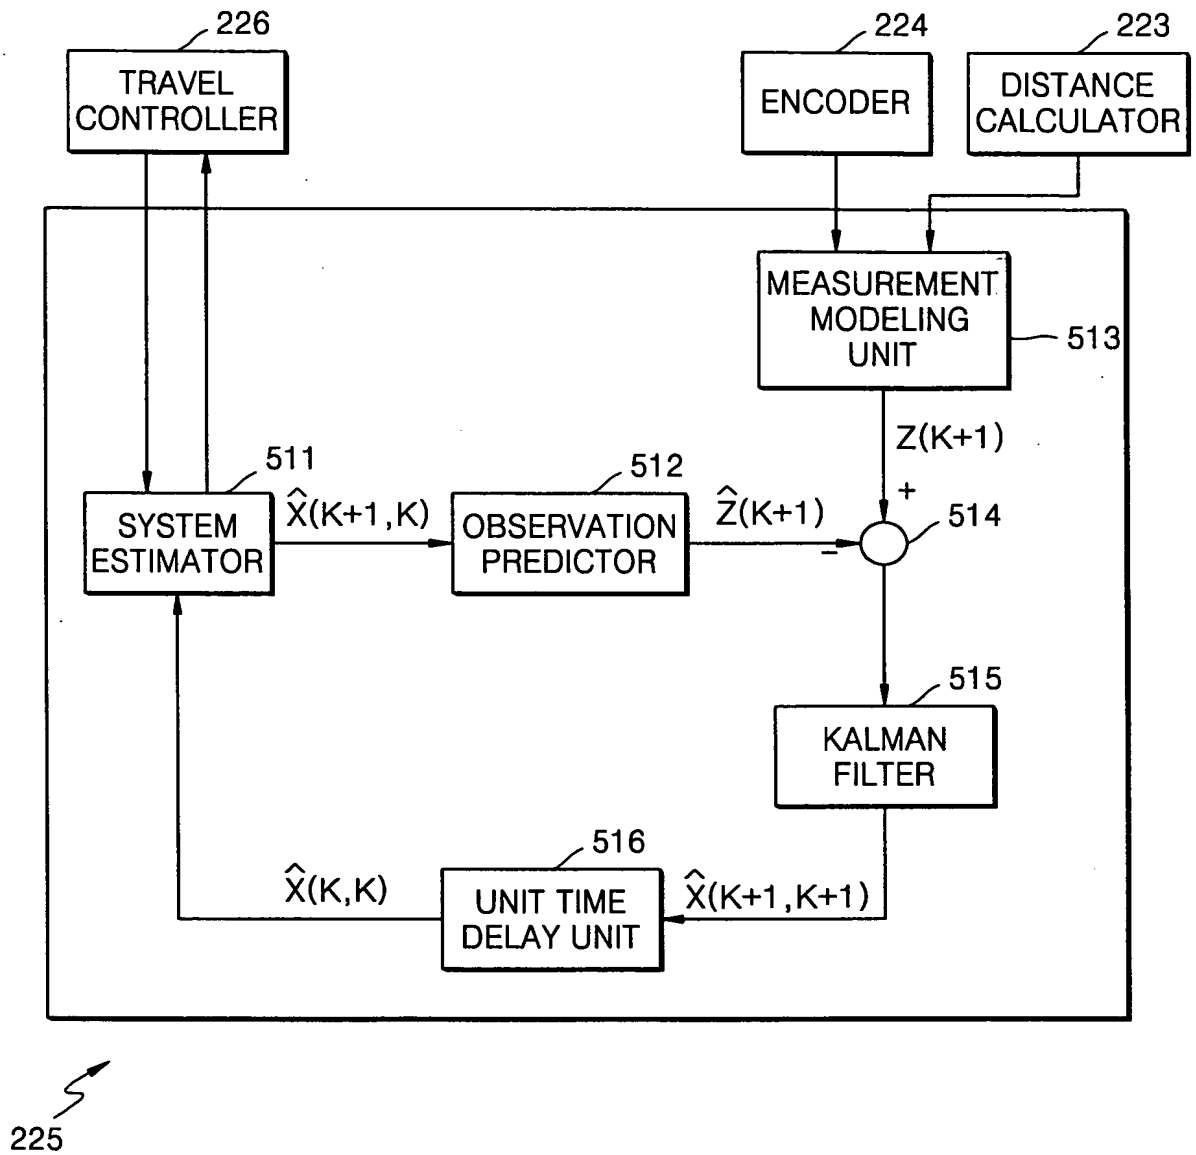 226
224
223
TRAVEL
CONTROLLER
ENCODER
DISTANCE
CALCULATOR
MEASUREMENT
MODELING
UNIT
513
Z(K+1)
511
512
+
514
X̂(K+1,K)
Ẑ(K+1)
SYSTEM
ESTIMATOR
OBSERVATION
PREDICTOR
-
515
KALMAN
FILTER
516
X̂(K,K)
X̂(K+1,K+1)
UNIT TIME
DELAY UNIT
225